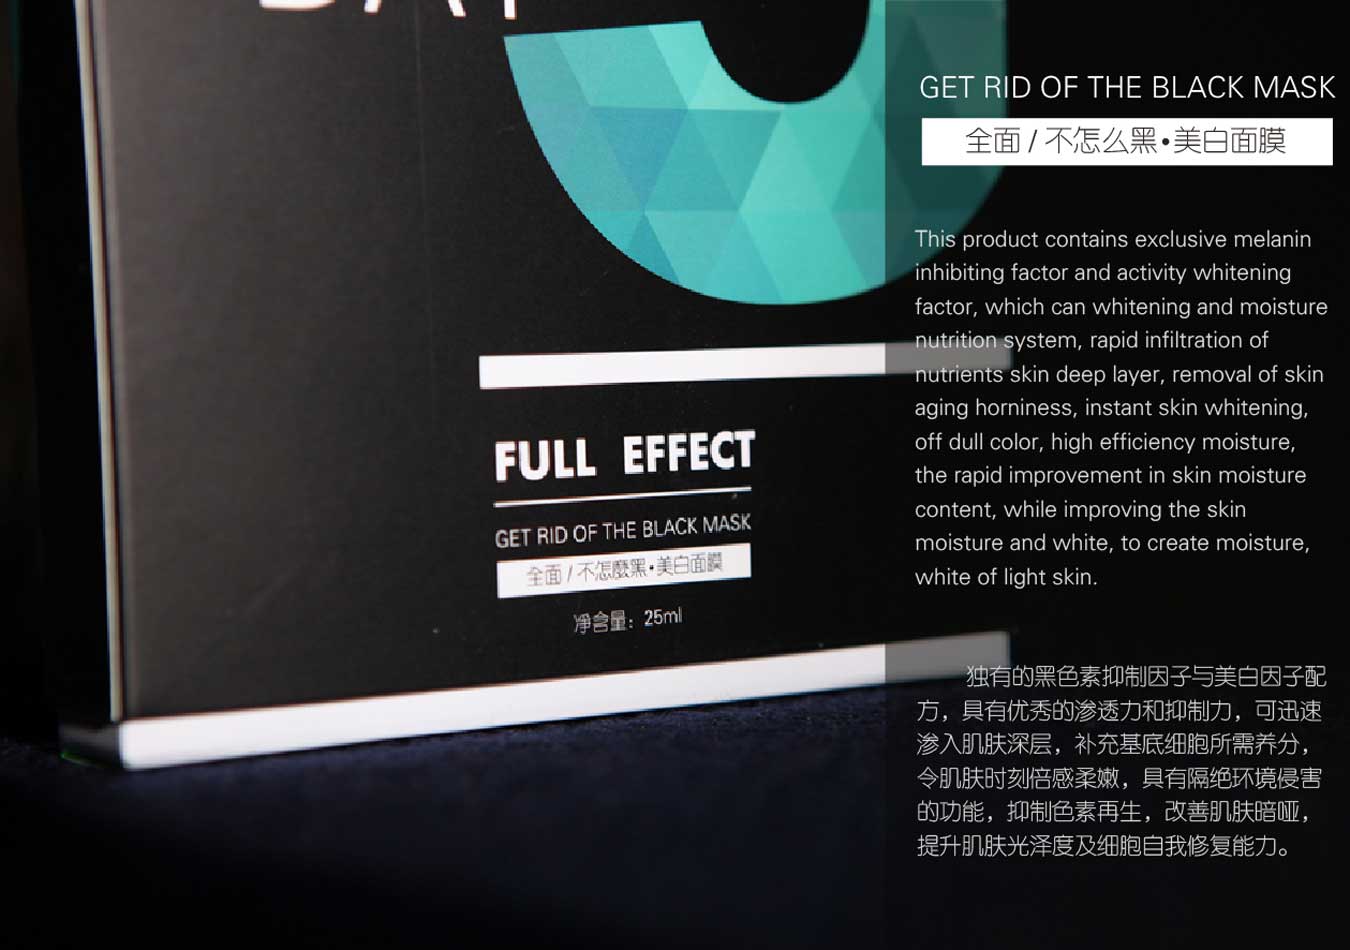 FULL EFFECT
GET RID OF THE BLACK MASK
全面 / 不怎麼黑·美白面膜
凈含量：25ml
GET RID OF THE BLACK MASK
全面 / 不怎么黑·美白面膜
This product contains exclusive melanin
inhibiting factor and activity whitening
factor, which can whitening and moisture
nutrition system, rapid infiltration of
nutrients skin deep layer, removal of skin
aging horniness, instant skin whitening,
off dull color, high efficiency moisture,
the rapid improvement in skin moisture
content, while improving the skin
moisture and white, to create moisture,
white of light skin.
独有的黑色素抑制因子与美白因子配
方，具有优秀的渗透力和抑制力，可迅速
渗入肌肤深层，补充基底细胞所需养分，
令肌肤时刻倍感柔嫩，具有隔绝环境侵害
的功能，抑制色素再生，改善肌肤暗哑，
提升肌肤光泽度及细胞自我修复能力。